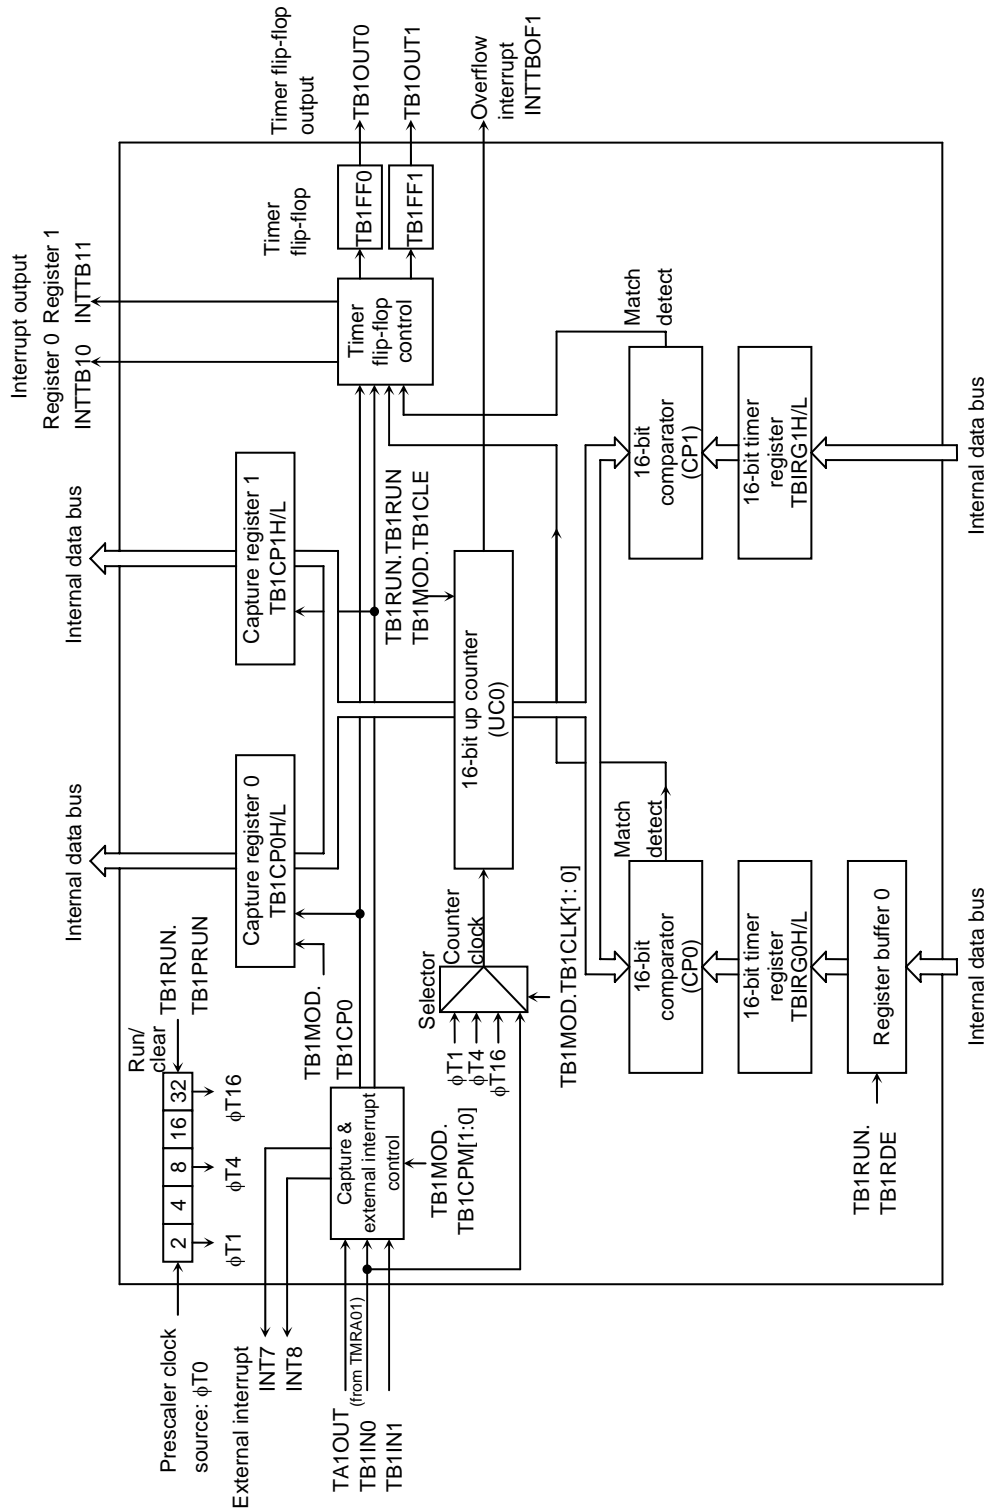 Prescaler clock
source: ϕT0
2 4 8 16 32
Run/
clear
TB1RUN.
TB1PRUN
ϕT1
ϕT4
ϕT16
Internal data bus
Internal data bus
Interrupt output
Register 0 Register 1
INTTB10 INTTB11
External interrupt
INT7
INT8
TA1OUT
(from TMRA01)
TB1IN0
TB1IN1
Capture &
external interrupt
control
TB1MOD.
TB1CPM[1:0]
TB1MOD.
TB1CP0
Capture register 0
TB1CP0H/L
Capture register 1
TB1CP1H/L
Timer
flip-flop
control
Timer
flip-flop
TB1FF0
TB1FF1
Timer flip-flop
output
TB1OUT0
TB1OUT1
Selector
Counter
clock
ϕT1
ϕT4
ϕT16
TB1MOD.TB1CLK[1: 0]
16-bit up counter
(UC0)
TB1RUN.TB1RUN
TB1MOD.TB1CLE
Overflow
interrupt
INTTBOF1
Match
detect
16-bit
comparator
(CP0)
16-bit timer
register
TBIRG0H/L
Register buffer 0
TB1RUN.
TB1RDE
Match
detect
16-bit
comparator
(CP1)
16-bit timer
register
TBIRG1H/L
Internal data bus
Internal data bus